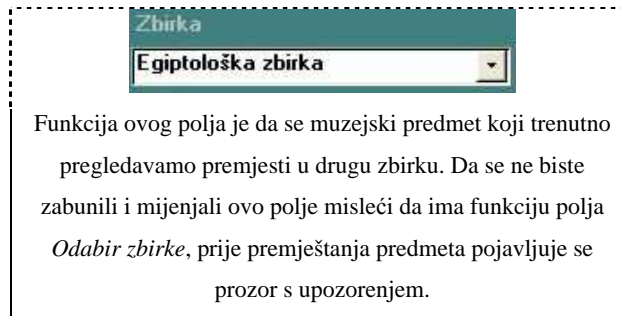 Zbirka
Egiptološka zbirka
Funkcija ovog polja je da se muzejski predmet koji trenutno
pregledavamo premjesti u drugu zbirku. Da se ne biste
zabunili i mijenjali ovo polje misleći da ima funkciju polja
Odabir zbirke, prije premještanja predmeta pojavljuje se
prozor s upozorenjem.